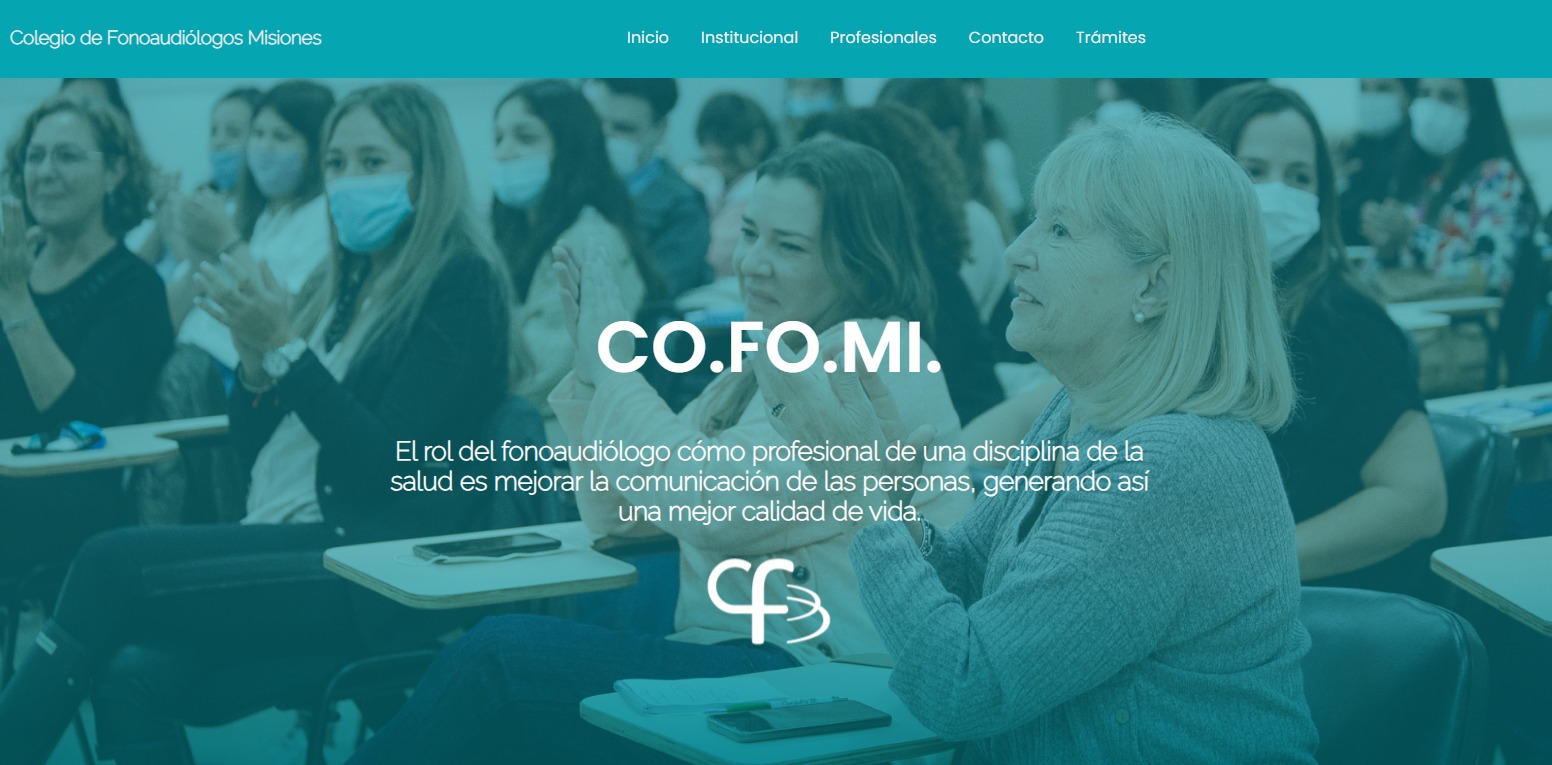 Colegio de Fonoaudiólogos Misiones
Inicio Institucional Profesionales Contacto Trámites
CO.FO.MI.
El rol del fonoaudiólogo cómo profesional de una disciplina de la
salud es mejorar la comunicación de las personas, generando así
una mejor calidad de vida.